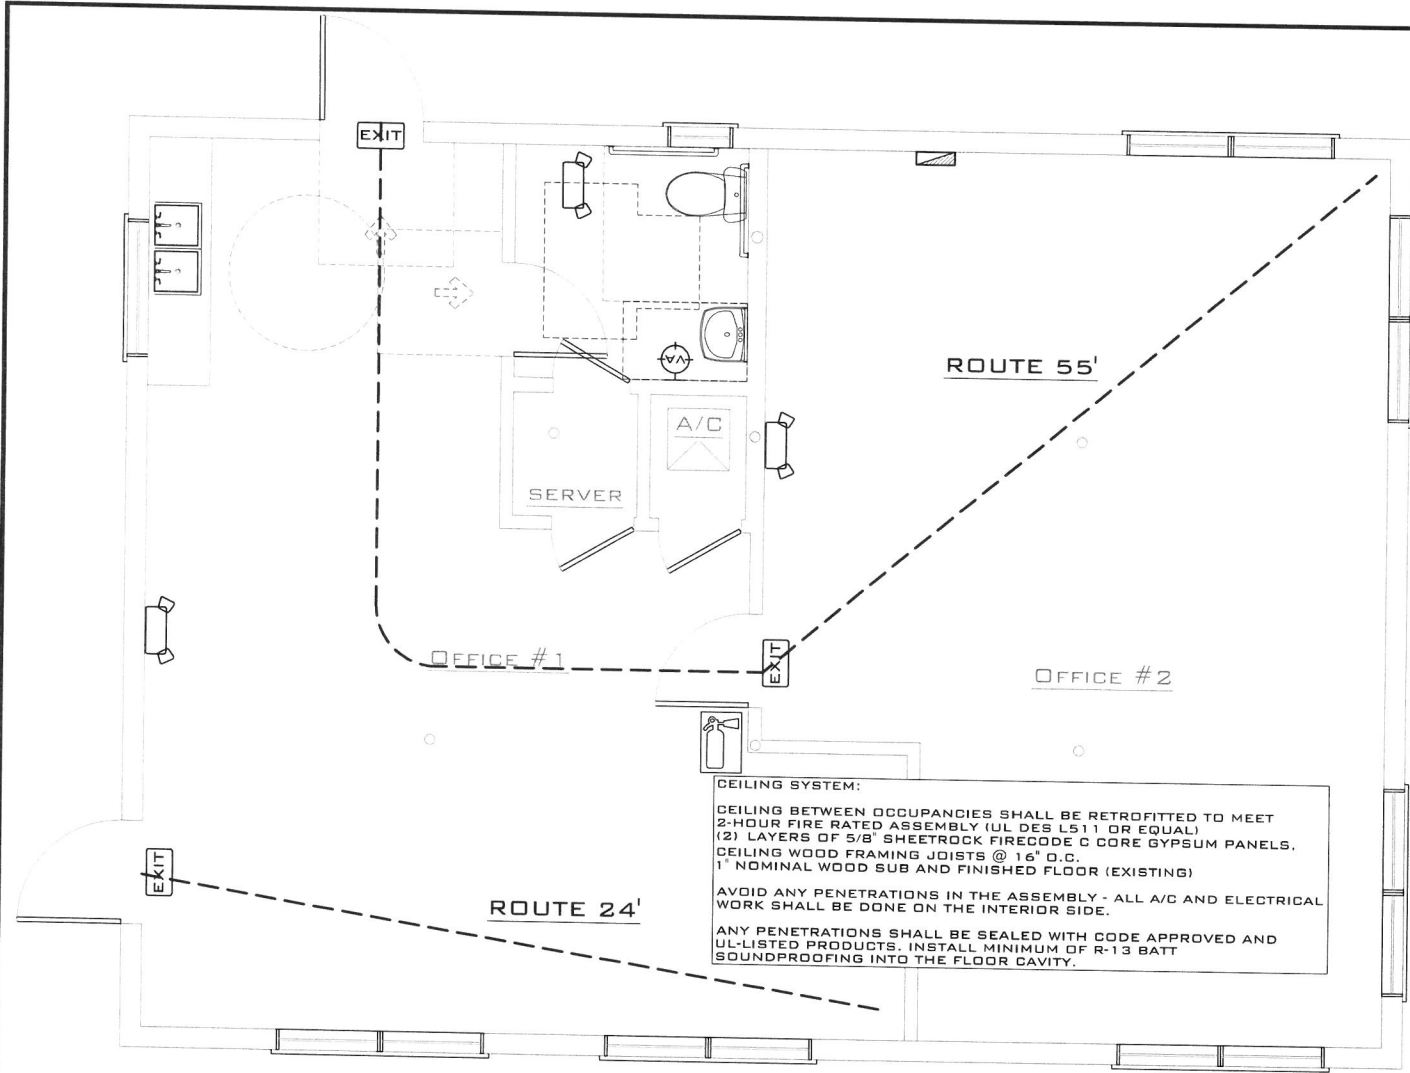 EXIT
ROUTE 55'
VA
A/C
SERVER
OFFICE #1
EXIT
OFFICE #2
CEILING SYSTEM:
CEILING BETWEEN OCCUPANCIES SHALL BE RETROFITTED TO MEET
2-HOUR FIRE RATED ASSEMBLY (UL DES L511 OR EQUAL)
(2) LAYERS OF 5/8" SHEETROCK FIRECODE C CORE GYPSUM PANELS.
CEILING WOOD FRAMING JOISTS @ 16" O.C.
1" NOMINAL WOOD SUB AND FINISHED FLOOR (EXISTING)
AVOID ANY PENETRATIONS IN THE ASSEMBLY - ALL A/C AND ELECTRICAL
WORK SHALL BE DONE ON THE INTERIOR SIDE.
ANY PENETRATIONS SHALL BE SEALED WITH CODE APPROVED AND
UL-LISTED PRODUCTS. INSTALL MINIMUM OF R-13 BATT
SOUNDPROOFING INTO THE FLOOR CAVITY.
EXIT
ROUTE 24'